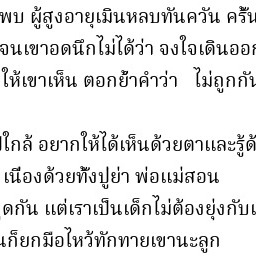 พบ ผู้สูงอายุเมินหลบทันควัน ครั้น
จนเขาอดนึกไม่ได้ว่า จงใจเดินออก
ให้เขาเห็น ตอกย้ำคำว่า ไม่ถูกกัน
ใกล้ อยากให้ได้เห็นด้วยตาและรู้ด้
เนื่องด้วยทั้งปู่ย่า พ่อแม่สอน
ดกัน แต่เราเป็นเด็กไม่ต้องยุ่งกับเ
นก็ยกมือไหว้ทักทายเขานะลูก